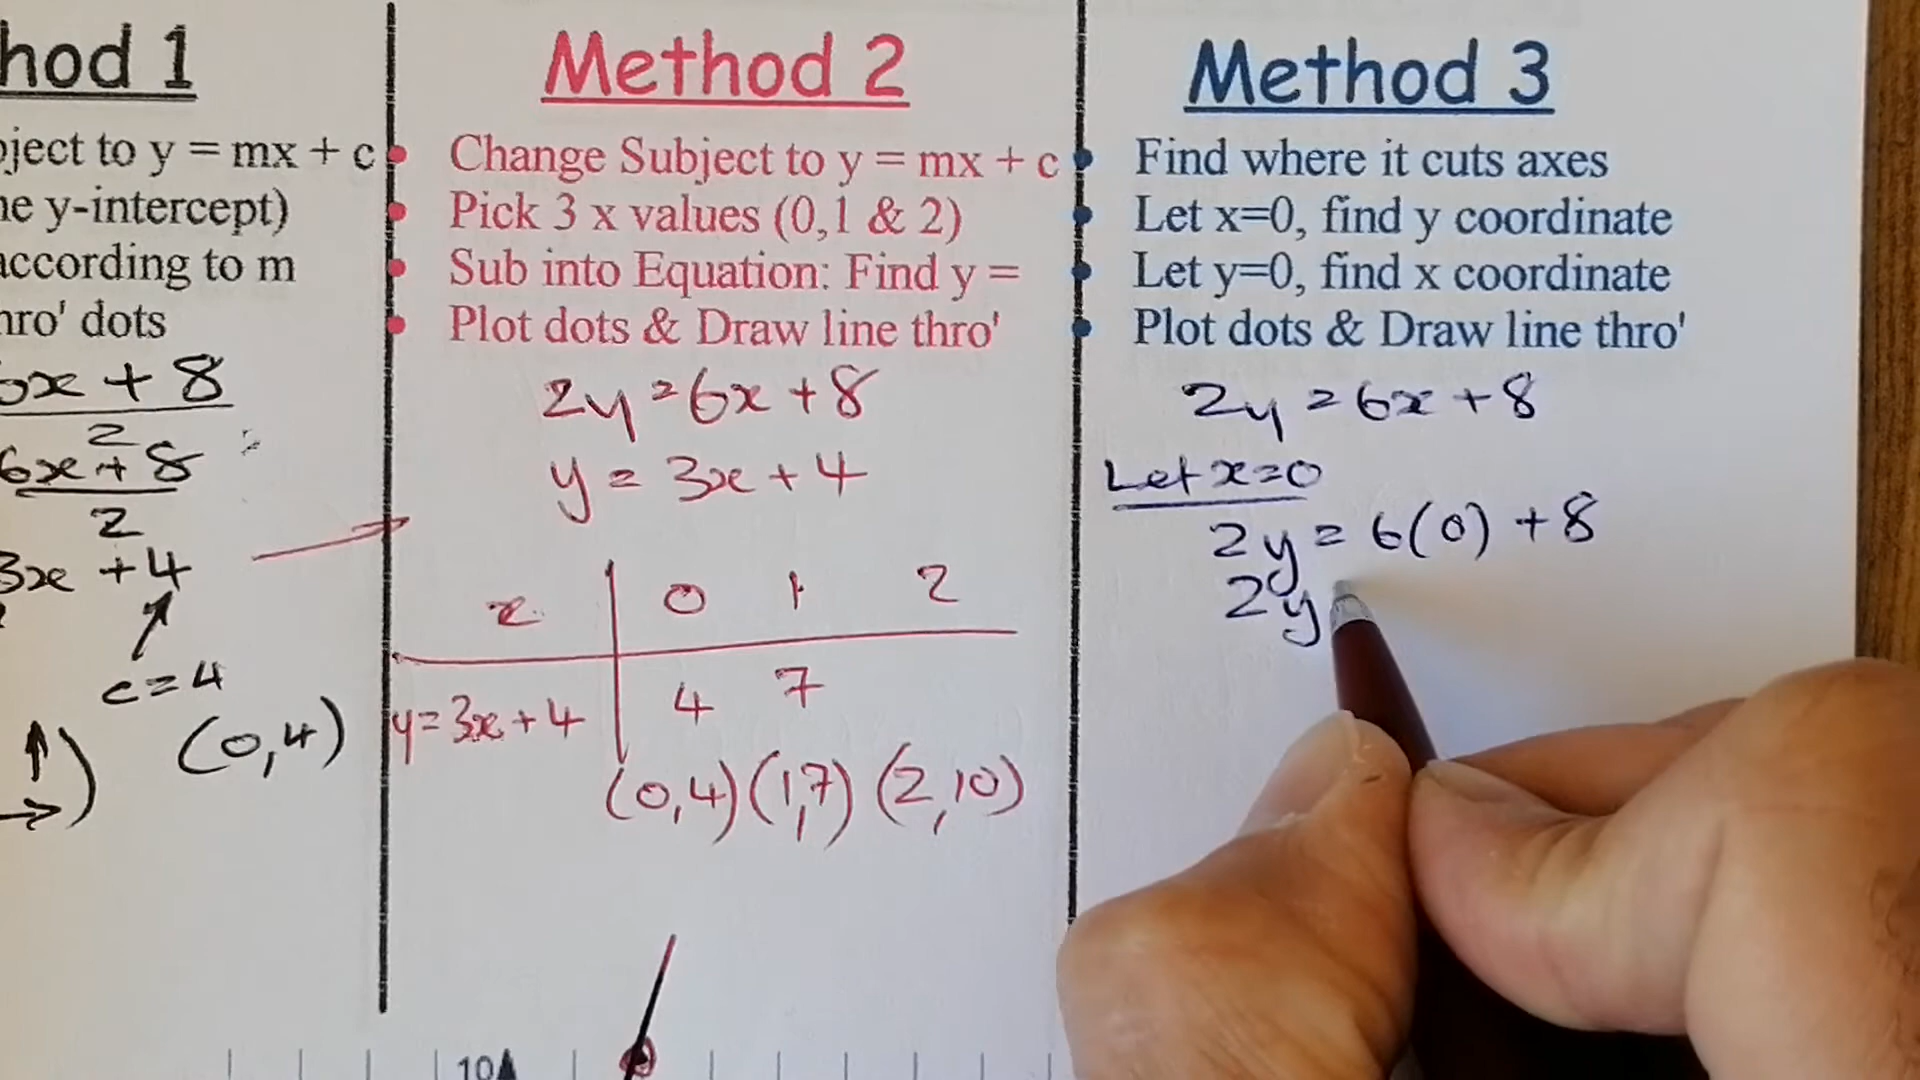 hod 1
bject to y = mx + c
he y-intercept)
according to m
hro' dots
6x + 8
2
6x + 8
2
3x + 4
c = 4
(0,4)
Method 2
• Change Subject to y = mx + c
• Pick 3 x values (0,1 & 2)
• Sub into Equation: Find y =
• Plot dots & Draw line thro'
2y = 6x + 8
y = 3x + 4
x 0 1 2
y = 3x + 4 4 7
(0,4) (1,7) (2,10)
10
Method 3
• Find where it cuts axes
• Let x=0, find y coordinate
• Let y=0, find x coordinate
• Plot dots & Draw line thro'
2y = 6x + 8
Let x=0
2y = 6(0) + 8
2y